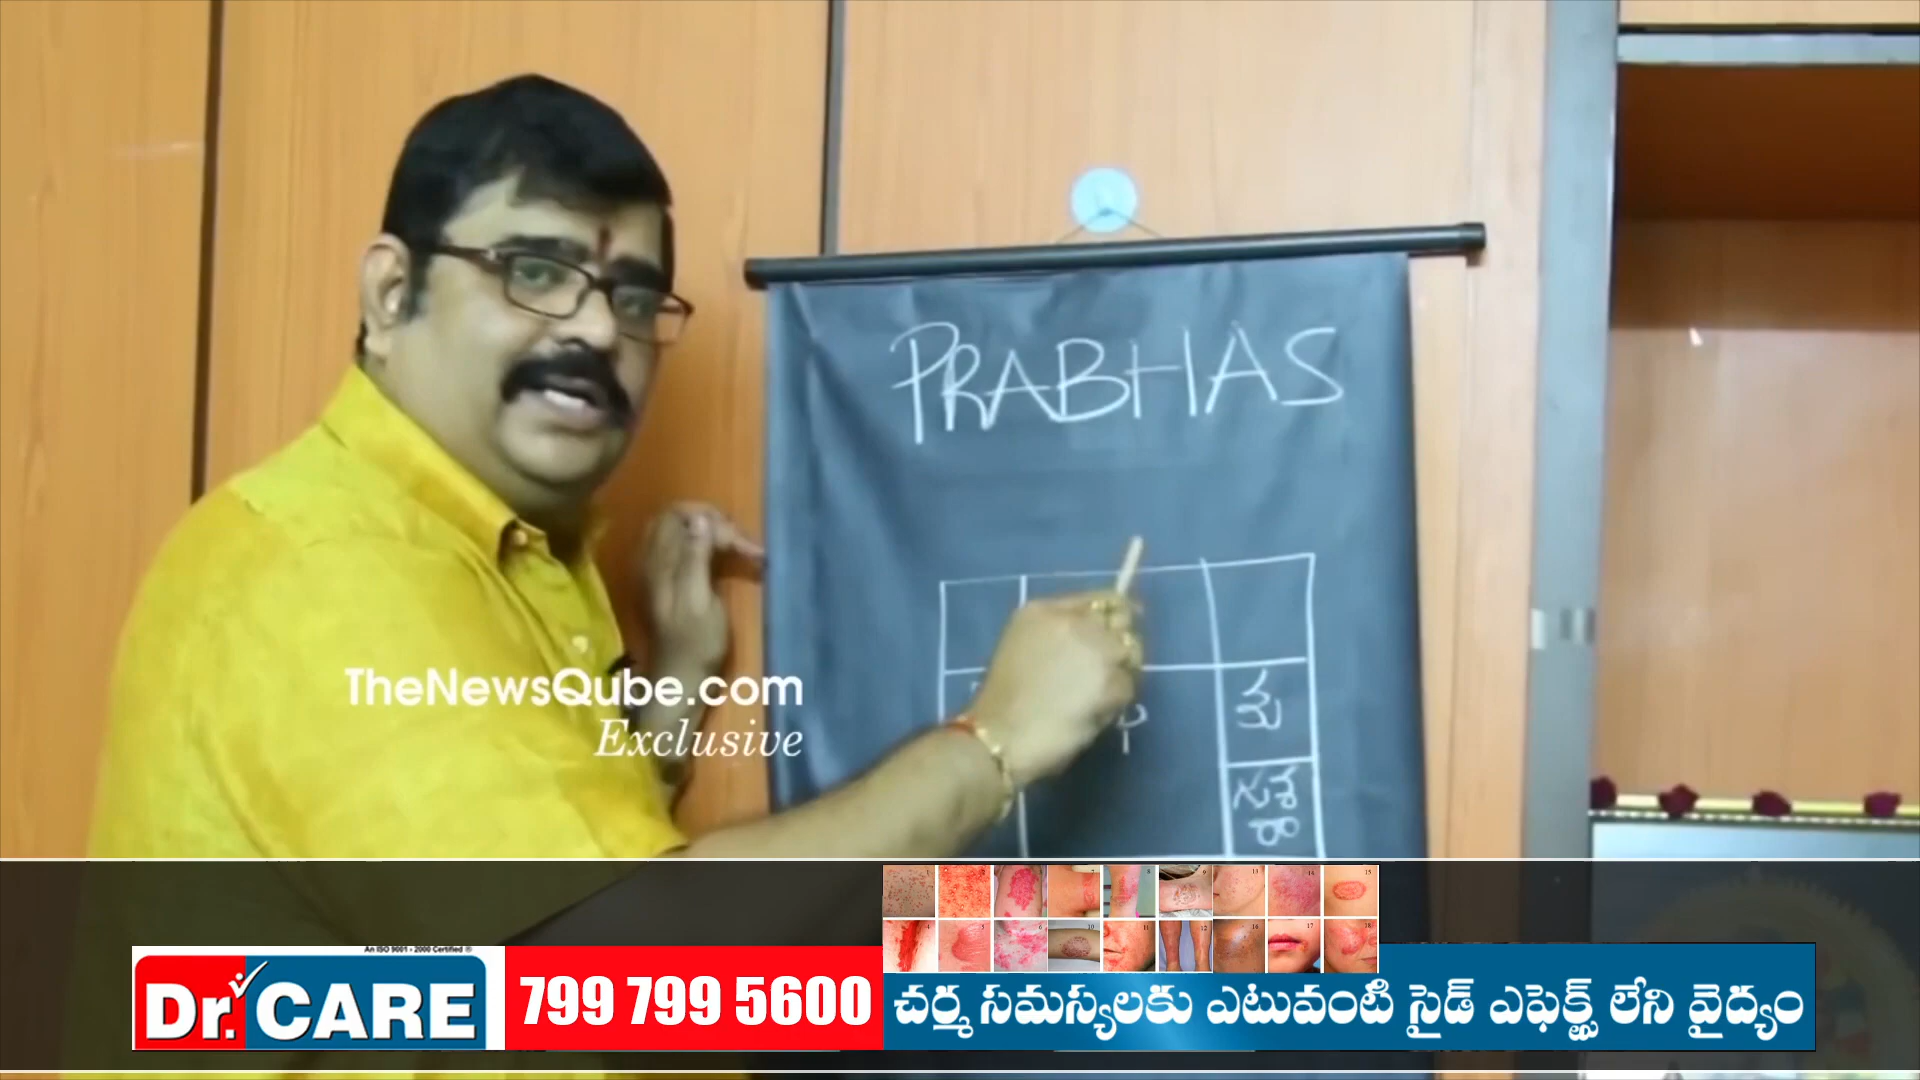 PRABHAS
TheNewsQube.com
Exclusive
కు
శు
An ISO 9001 - 2000 Certified ®
Dr. CARE
799 799 5600
చర్మ సమస్యలకు ఎటువంటి సైడ్ ఎఫెక్ట్స్ లేని వైద్యం